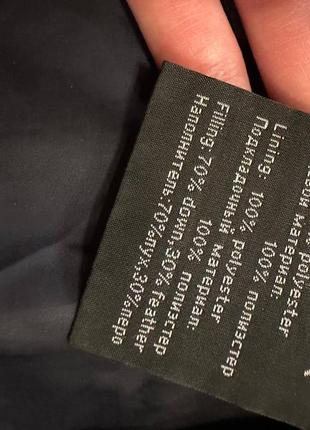 % polyester
материал:
100% полиэстер
Lining: 100% polyester
Подкладочный материал:
100% полиэстер
Filling: 70% down,30% feather
Наполнитель:70%пух,30%перо